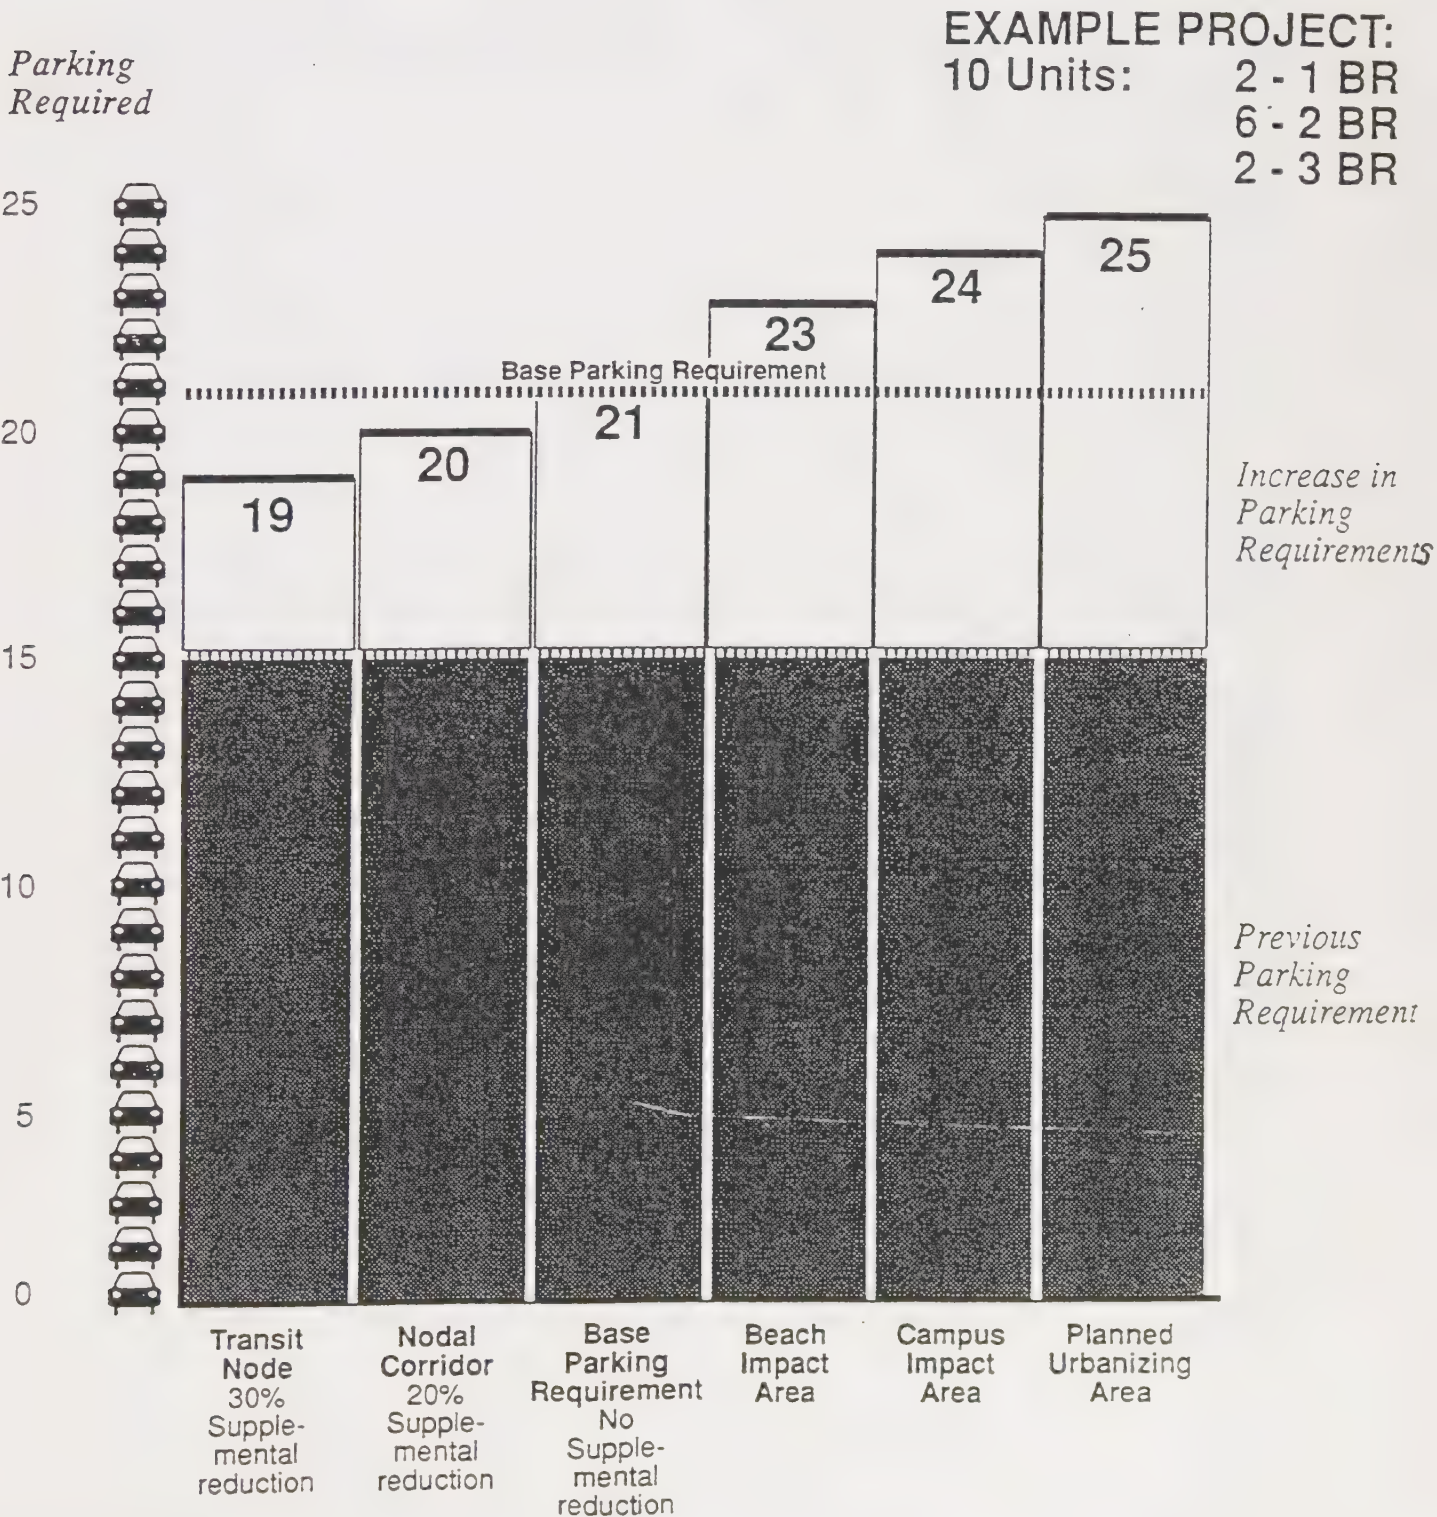 EXAMPLE PROJECT:
10 Units: 2 - 1 BR
6 - 2 BR
2 - 3 BR
Parking
Required
25
20
15
10
5
0
19
20
21
23
24
25
Base Parking Requirement
Increase in
Parking
Requirements
Previous
Parking
Requirement
Transit
Node
30%
Supple-
mental
reduction
Nodal
Corridor
20%
Supple-
mental
reduction
Base
Parking
Requirement
No
Supple-
mental
reduction
Beach
Impact
Area
Campus
Impact
Area
Planned
Urbanizing
Area